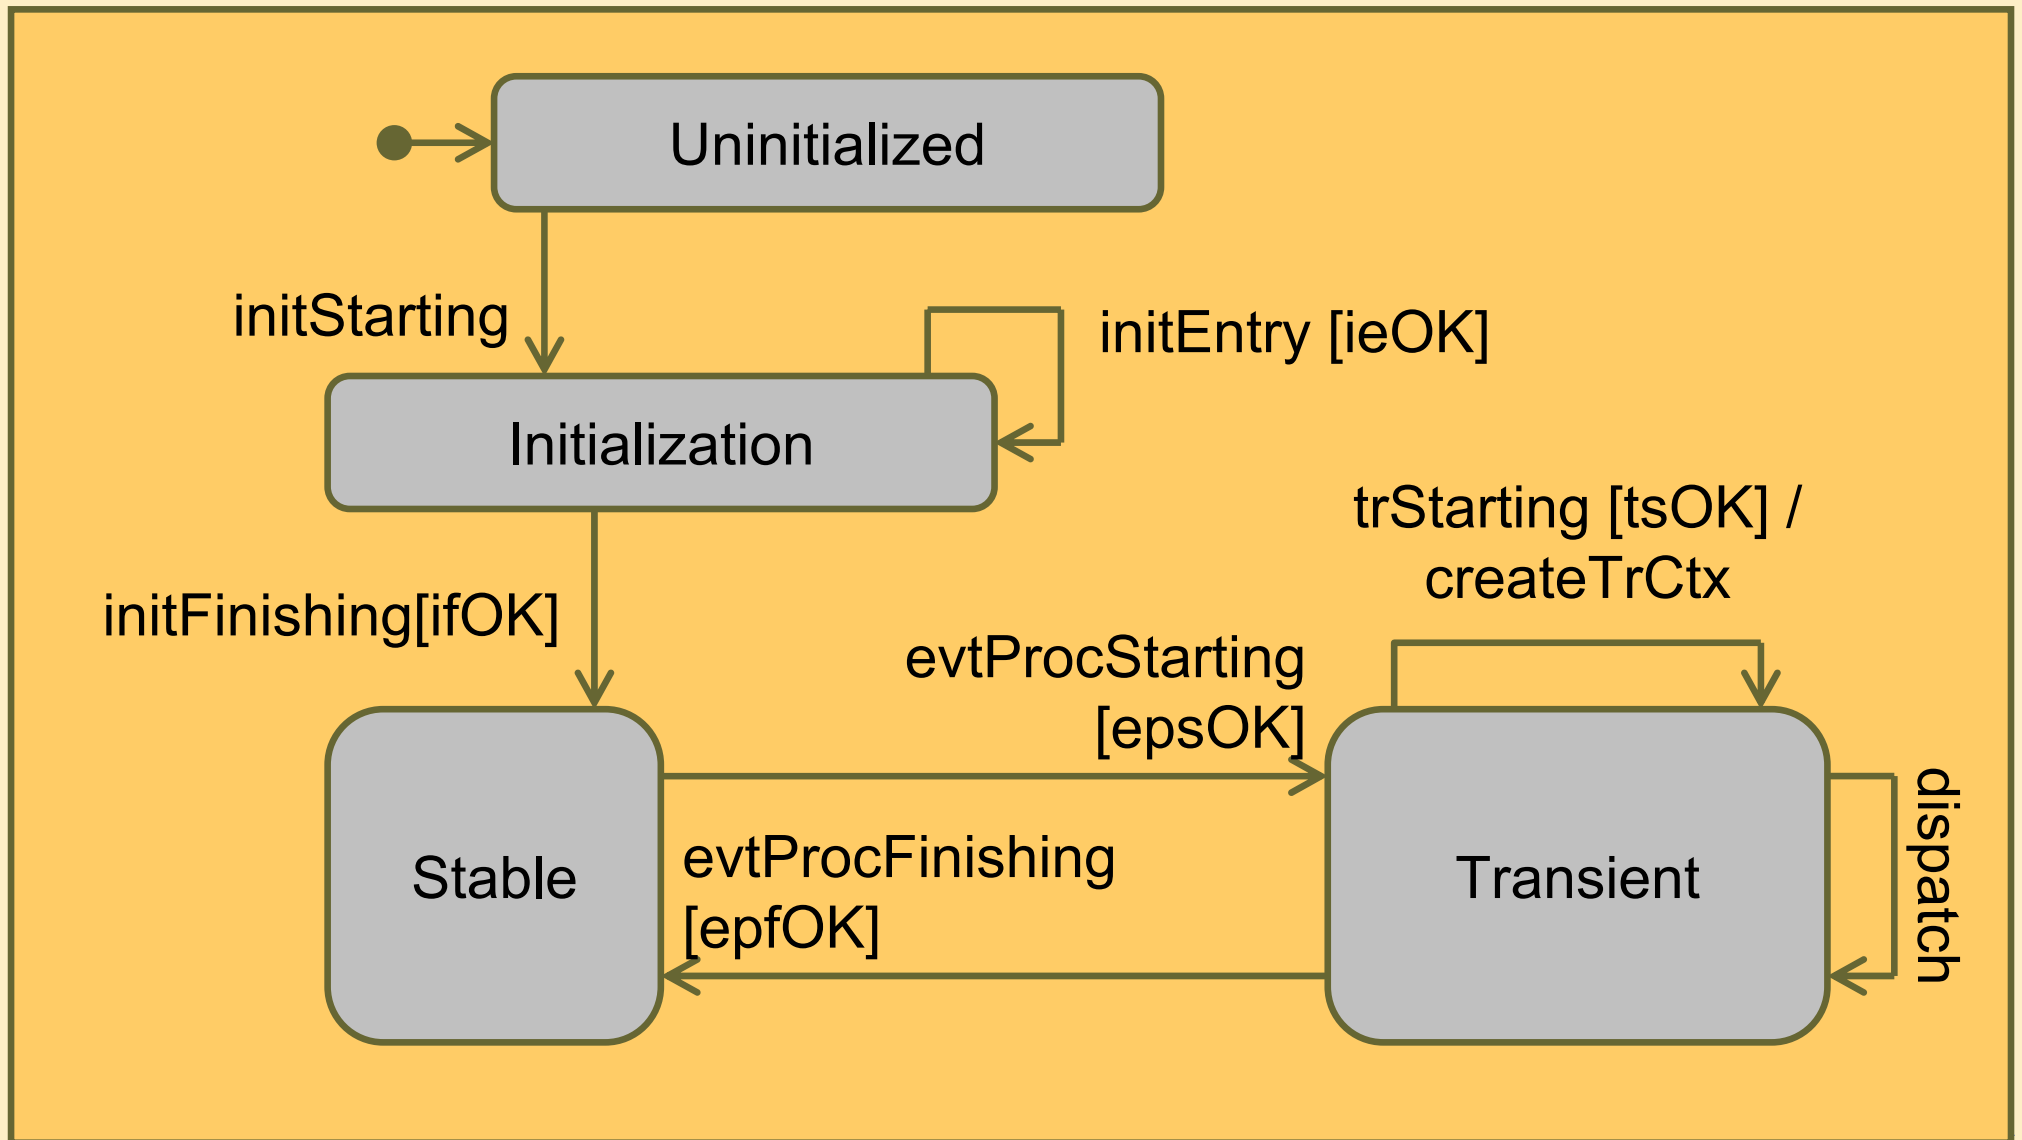 Uninitialized
initStarting
initEntry [ieOK]
Initialization
trStarting [tsOK] /
createTrCtx
initFinishing[ifOK]
evtProcStarting
[epsOK]
Stable
evtProcFinishing
[epfOK]
Transient
dispatch